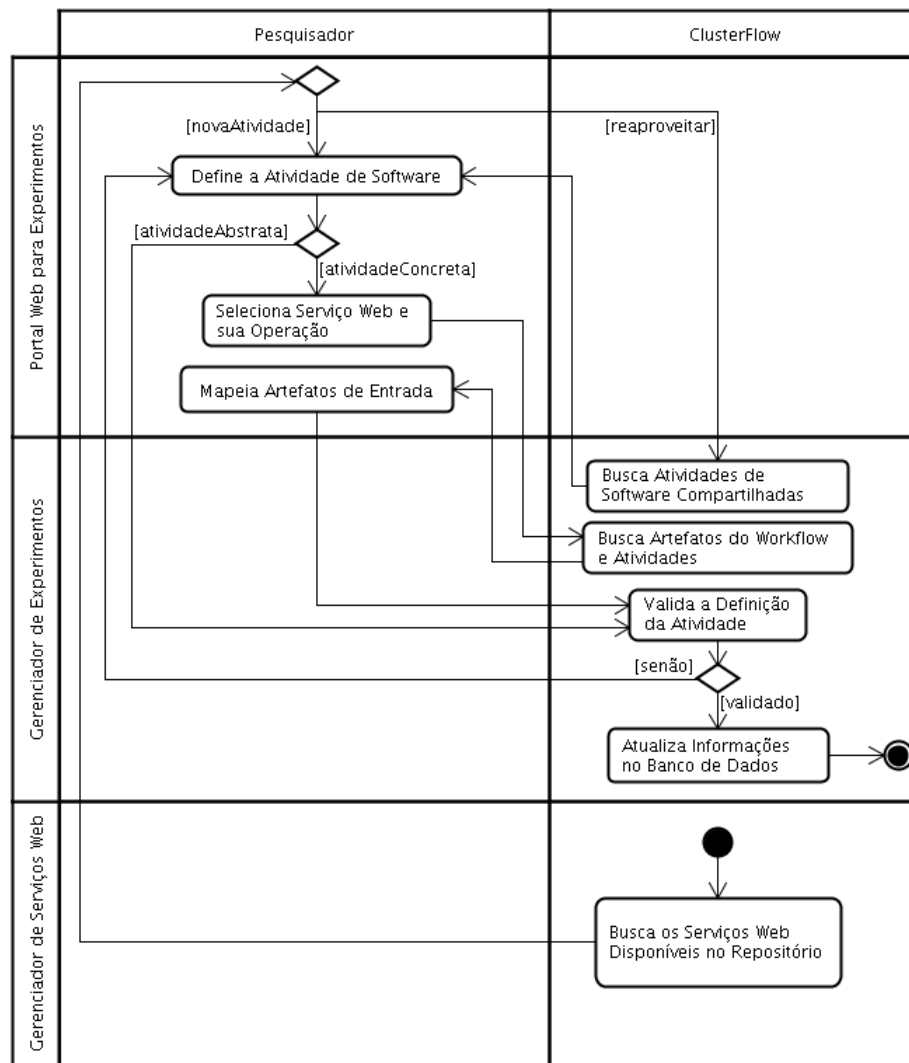 Pesquisador
ClusterFlow
Portal Web para Experimentos
[novaAtividade]
[reaproveitar]
Define a Atividade de Software
[atividadeAbstrata]
[atividadeConcreta]
Seleciona Serviço Web e
sua Operação
Mapeia Artefatos de Entrada
Gerenciador de Experimentos
Busca Atividades de
Software Compartilhadas
Busca Artefatos do Workflow
e Atividades
Valida a Definição
da Atividade
[senão]
[validado]
Atualiza Informações
no Banco de Dados
Gerenciador de Serviços Web
Busca os Serviços Web
Disponíveis no Repositório